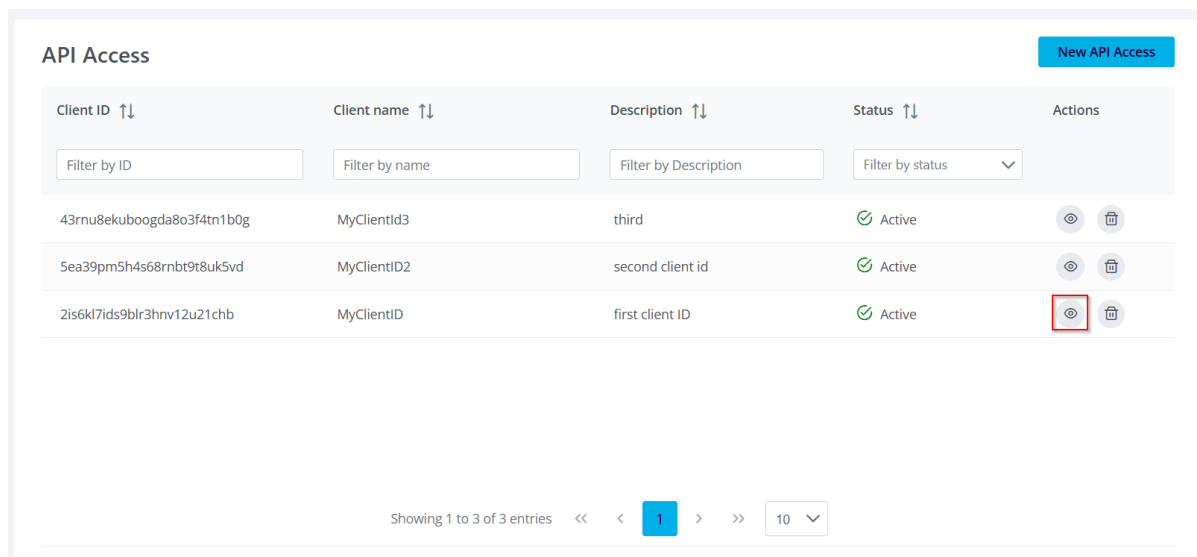 API Access
New API Access
Client ID Client name Description Status Actions
Filter by ID Filter by name Filter by Description Filter by status
43rnu8ekuboogda8o3f4tn1b0g MyClientId3 third Active
5ea39pm5h4s68rnbt9t8uk5vd MyClientID2 second client id Active
2is6kl7ids9blr3hnv12u21chb MyClientID first client ID Active
Showing 1 to 3 of 3 entries << < 1 > >> 10